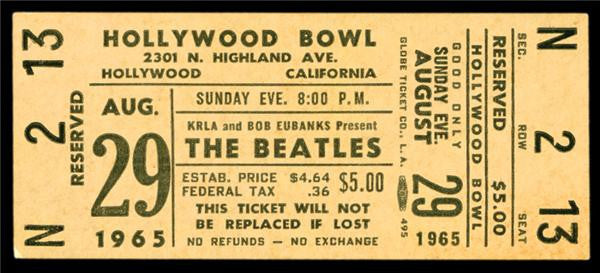 N 2 13
RESERVED
HOLLYWOOD BOWL
2301 N. HIGHLAND AVE.
HOLLYWOOD CALIFORNIA
AUG.
29
1965
SUNDAY EVE. 8:00 P.M.
KRLA and BOB EUBANKS Present
THE BEATLES
ESTAB. PRICE $4.64
FEDERAL TAX .36
$5.00
THIS TICKET WILL NOT
BE REPLACED IF LOST
NO REFUNDS – NO EXCHANGE
GLOBE TICKET CO., L.A.
495
AUGUST
SUNDAY EVE.
GOOD ONLY
29
1965
HOLLYWOOD BOWL
RESERVED
$5.00
SEC. ROW SEAT
N 2 13